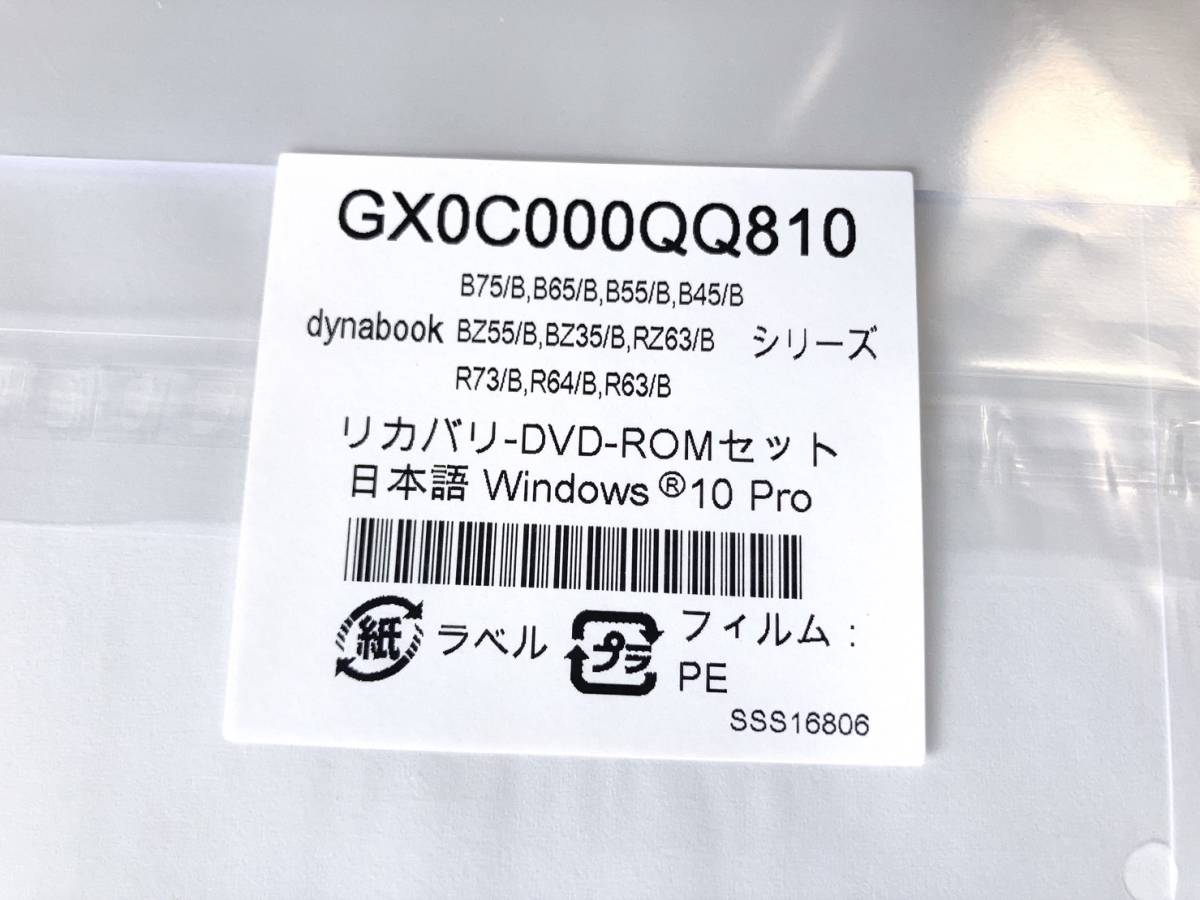 GX0C000QQ810
B75/B,B65/B,B55/B,B45/B
dynabook BZ55/B,BZ35/B,RZ63/B シリーズ
R73/B,R64/B,R63/B
リカバリ-DVD-ROMセット
日本語 Windows®10 Pro
紙 ラベル プラ フィルム:
PE
SSS16806